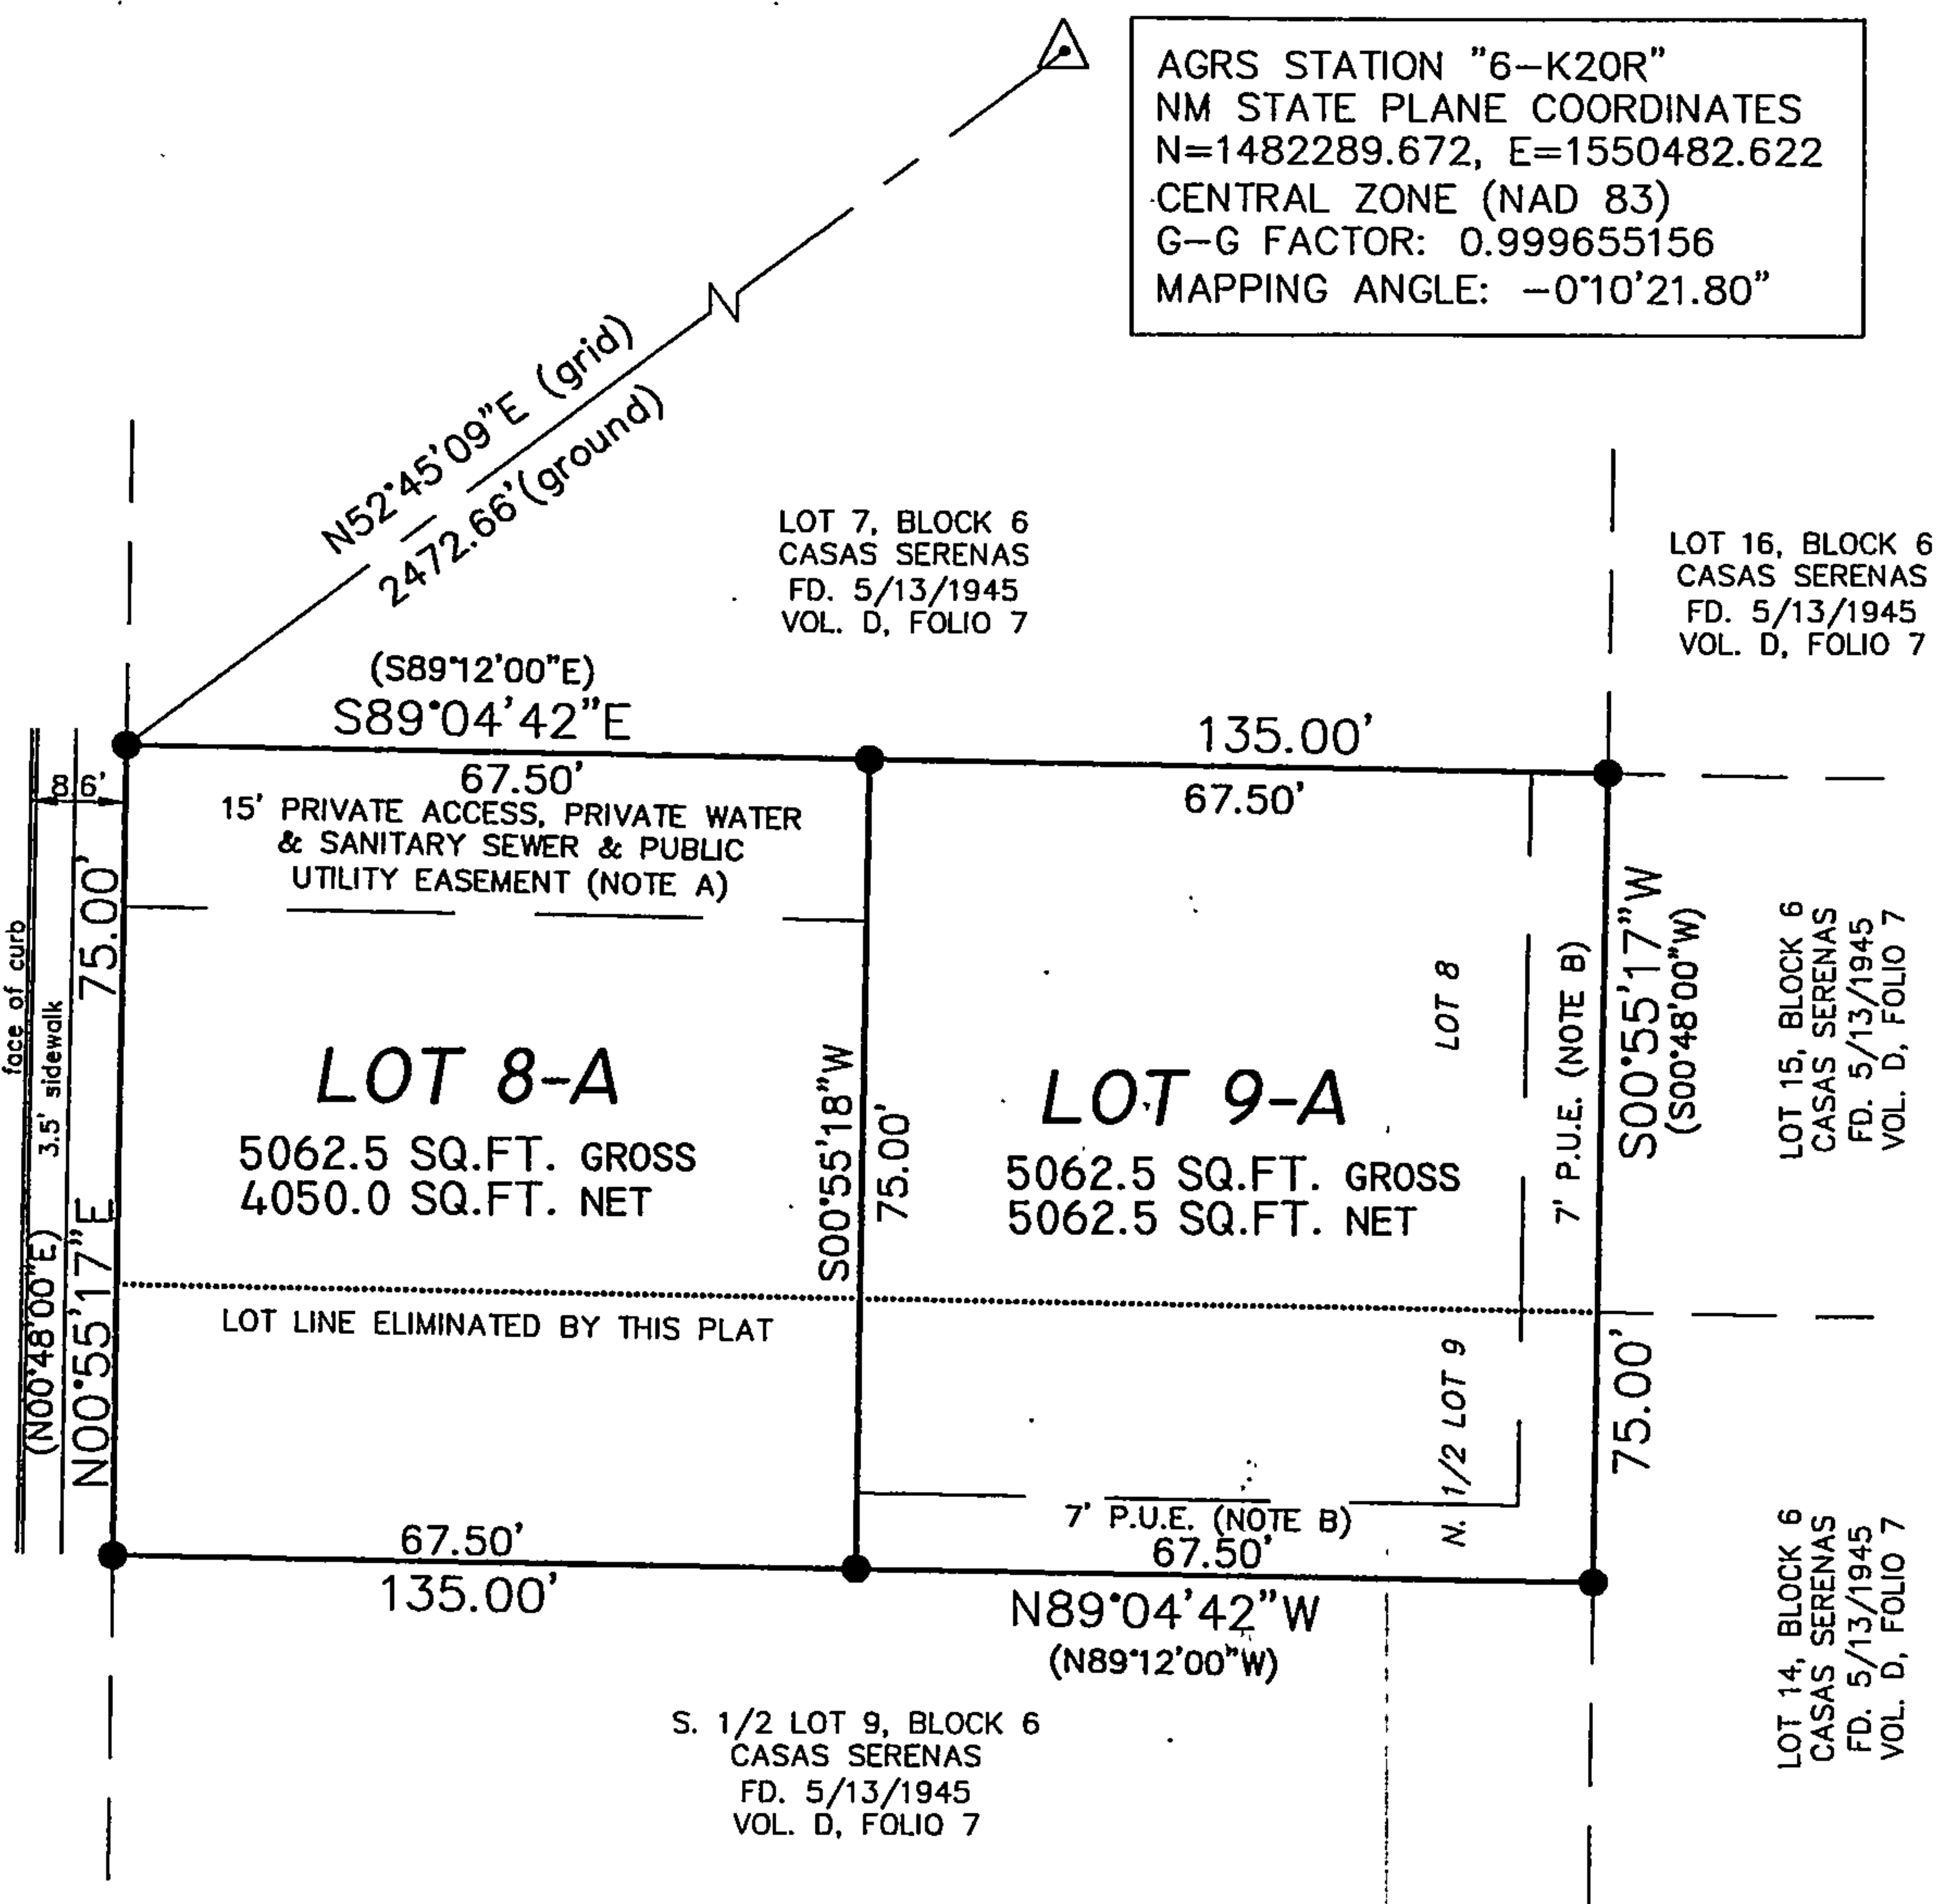 AGRS STATION "6-K20R"
NM STATE PLANE COORDINATES
N=1482289.672, E=1550482.622
CENTRAL ZONE (NAD 83)
G-G FACTOR: 0.999655156
MAPPING ANGLE: -0°10'21.80"
N52°45'09"E (grid)
2472.66'(ground)
LOT 7, BLOCK 6
CASAS SERENAS
FD. 5/13/1945
VOL. D, FOLIO 7
LOT 16, BLOCK 6
CASAS SERENAS
FD. 5/13/1945
VOL. D, FOLIO 7
(S89°12'00"E)
S89°04'42"E
135.00'
67.50'
67.50'
8.6'
15' PRIVATE ACCESS, PRIVATE WATER
& SANITARY SEWER & PUBLIC
UTILITY EASEMENT (NOTE A)
face of curb
3.5' sidewalk
(N00°48'00"E)
N00°55'17"E 75.00'
LOT 8-A
5062.5 SQ.FT. GROSS
4050.0 SQ.FT. NET
S00°55'18"W
75.00'
LOT 9-A
5062.5 SQ.FT. GROSS
5062.5 SQ.FT. NET
LOT 8
7' P.U.E. (NOTE B)
S00°55'17"W
(S00°48'00"W)
75.00'
LOT 15, BLOCK 6
CASAS SERENAS
FD. 5/13/1945
VOL. D, FOLIO 7
LOT LINE ELIMINATED BY THIS PLAT
N. 1/2 LOT 9
7' P.U.E. (NOTE B)
67.50'
67.50'
135.00'
N89°04'42"W
(N89°12'00"W)
LOT 14, BLOCK 6
CASAS SERENAS
FD. 5/13/1945
VOL. D, FOLIO 7
S. 1/2 LOT 9, BLOCK 6
CASAS SERENAS
FD. 5/13/1945
VOL. D, FOLIO 7